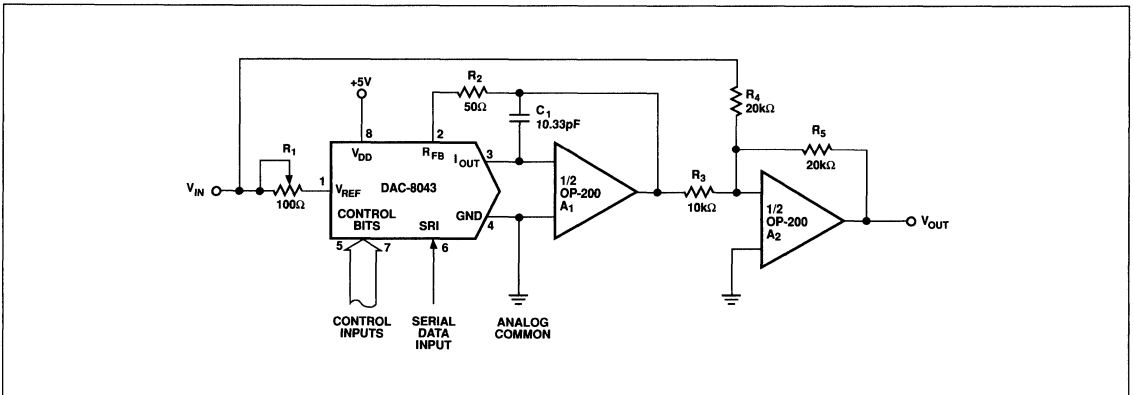 +5V
R2
50Ω
C1
10.33pF
R4
20kΩ
R5
20kΩ
8
2
VDD
RFB
IOUT
3
R1
VIN
100Ω
1
VREF
DAC-8043
1/2
OP-200
A1
R3
10kΩ
1/2
OP-200
A2
VOUT
CONTROL
BITS
SRI
GND
4
5
7
6
CONTROL
INPUTS
SERIAL
DATA
INPUT
ANALOG
COMMON